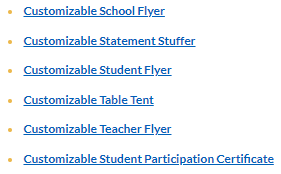 Customizable School Flyer
Customizable Statement Stuffer
Customizable Student Flyer
Customizable Table Tent
Customizable Teacher Flyer
Customizable Student Participation Certificate